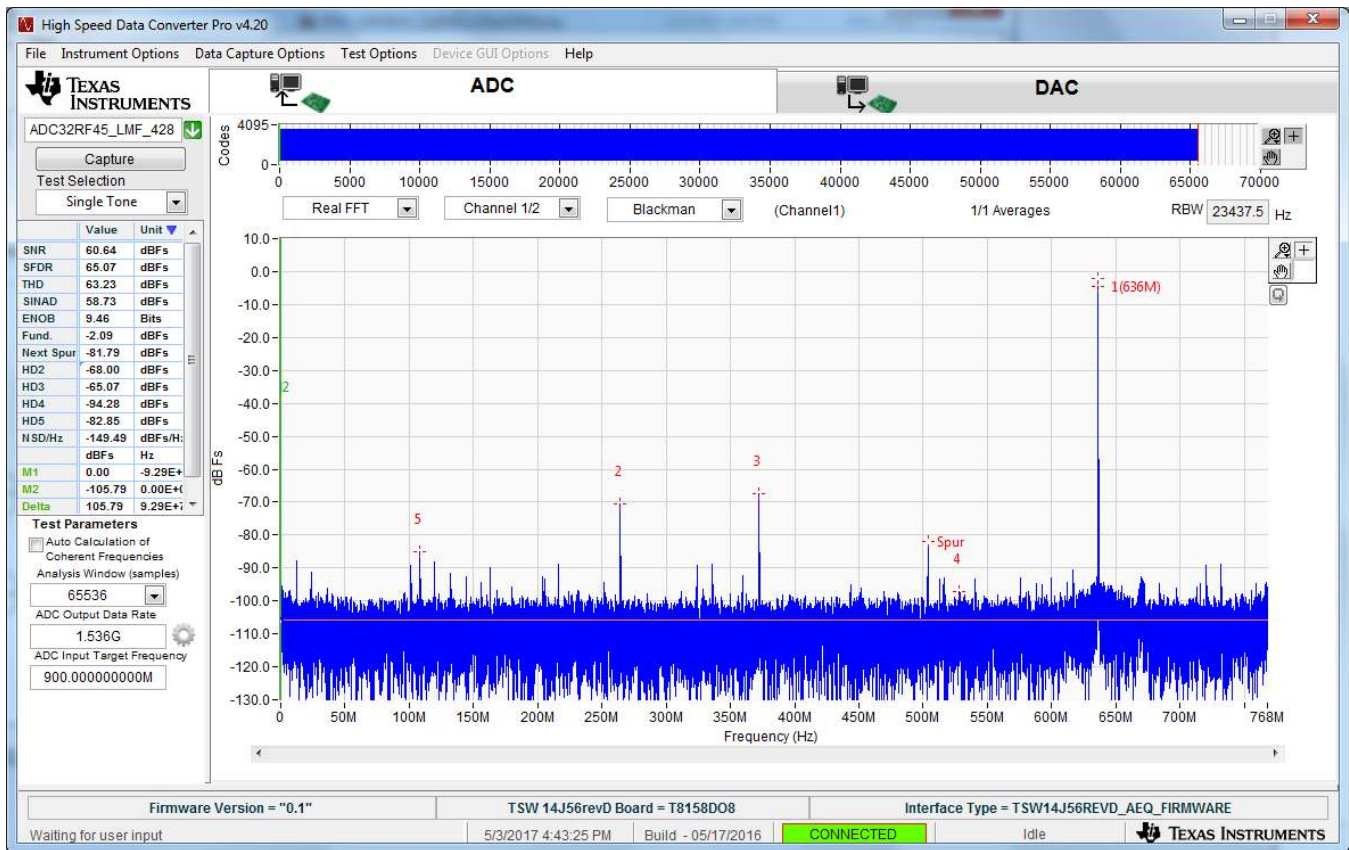 High Speed Data Converter Pro v4.20
File Instrument Options Data Capture Options Test Options Device GUI Options Help
TEXAS INSTRUMENTS
ADC
DAC
ADC32RF45_LMF_428
Capture
Test Selection
Single Tone
Value Unit
SNR 60.64 dBFs
SFDR 65.07 dBFs
THD 63.23 dBFs
SINAD 58.73 dBFs
ENOB 9.46 Bits
Fund. -2.09 dBFs
Next Spur -81.79 dBFs
HD2 -68.00 dBFs
HD3 -65.07 dBFs
HD4 -94.28 dBFs
HD5 -82.85 dBFs
NSD/Hz -149.49 dBFs/H:
dBFs Hz
M1 0.00 -9.29E+
M2 -105.79 0.00E+(
Delta 105.79 9.29E+
Test Parameters
Auto Calculation of
Coherent Frequencies
Analysis Window (samples)
65536
ADC Output Data Rate
1.536G
ADC Input Target Frequency
900.000000000M
Codes
4095
0
0 5000 10000 15000 20000 25000 30000 35000 40000 45000 50000 55000 60000 65000 70000
Real FFT Channel 1/2 Blackman (Channel1) 1/1 Averages RBW 23437.5 Hz
10.0
0.0
-10.0
-20.0
-30.0
-40.0
-50.0
-60.0
-70.0
-80.0
-90.0
-100.0
-110.0
-120.0
-130.0
dB Fs
1(636M)
2
2
3
5
Spur
4
0 50M 100M 150M 200M 250M 300M 350M 400M 450M 500M 550M 600M 650M 700M 768M
Frequency (Hz)
Firmware Version = "0.1" TSW 14J56revD Board = T8158DO8 Interface Type = TSW14J56REVD_AEQ_FIRMWARE
Waiting for user input 5/3/2017 4:43:25 PM Build - 05/17/2016 CONNECTED Idle TEXAS INSTRUMENTS